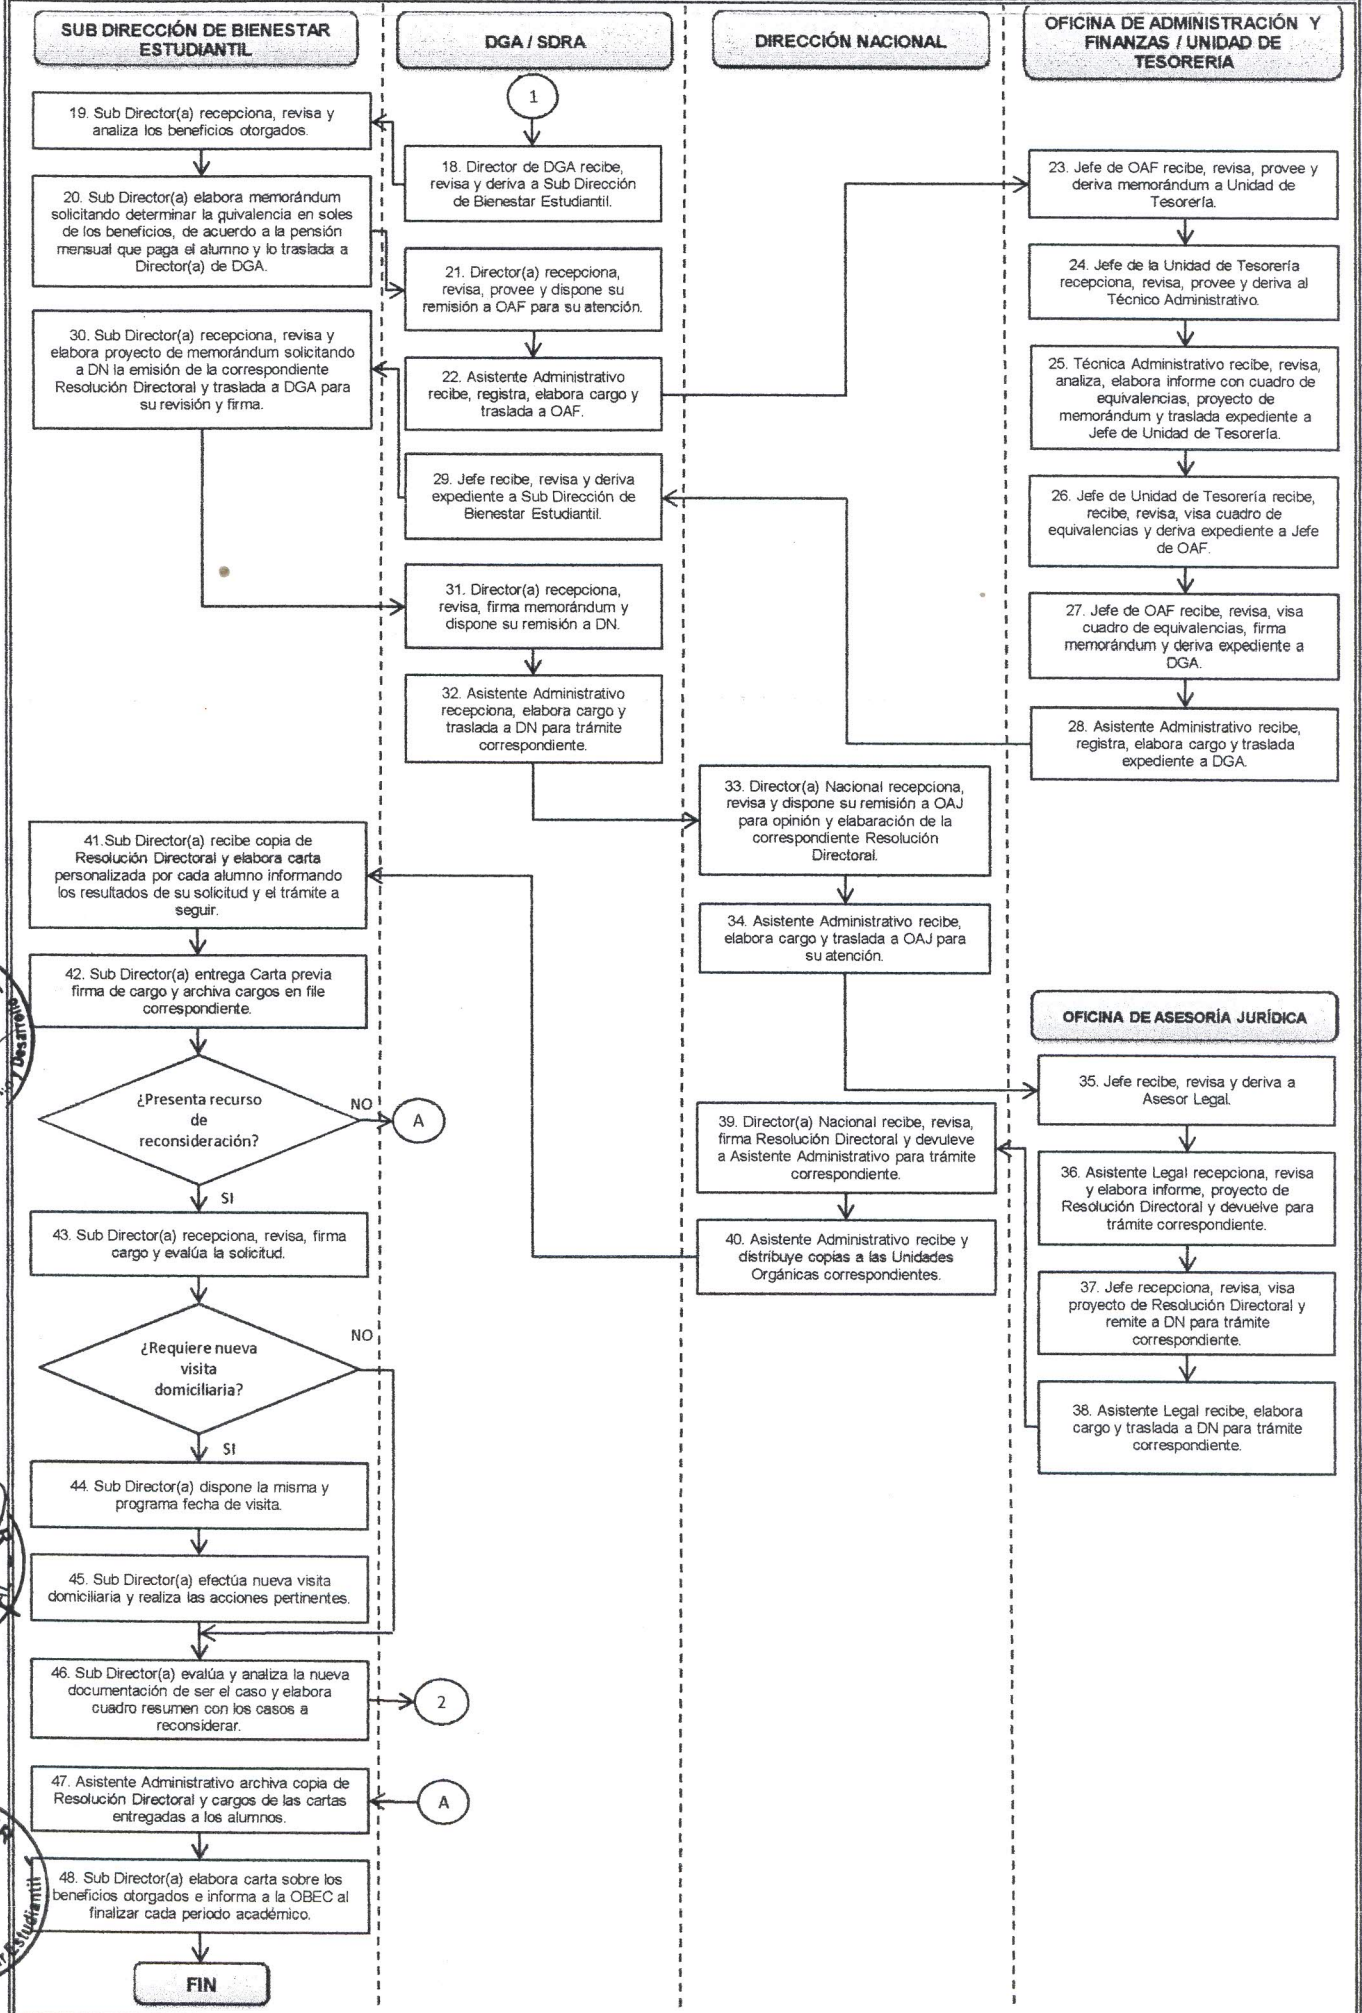 SUB DIRECCIÓN DE BIENESTAR
ESTUDIANTIL
DGA / SDRA
DIRECCIÓN NACIONAL
OFICINA DE ADMINISTRACIÓN Y
FINANZAS / UNIDAD DE
TESORERIA
1
19. Sub Director(a) recepciona, revisa y
analiza los beneficios otorgados.
18. Director de DGA recibe,
revisa y deriva a Sub Dirección
de Bienestar Estudiantil.
20. Sub Director(a) elabora memorándum
solicitando determinar la quivalencia en soles
de los beneficios, de acuerdo a la pensión
mensual que paga el alumno y lo traslada a
Director(a) de DGA.
21. Director(a) recepciona,
revisa, provee y dispone su
remisión a OAF para su atención.
22. Asistente Administrativo
recibe, registra, elabora cargo y
traslada a OAF.
23. Jefe de OAF recibe, revisa, provee y
deriva memorándum a Unidad de
Tesorería.
24. Jefe de la Unidad de Tesorería
recepciona, revisa, provee y deriva al
Técnico Administrativo.
25. Técnica Administrativo recibe, revisa,
analiza, elabora informe con cuadro de
equivalencias, proyecto de
memorándum y traslada expediente a
Jefe de Unidad de Tesorería.
26. Jefe de Unidad de Tesorería recibe,
recibe, revisa, visa cuadro de
equivalencias y deriva expediente a Jefe
de OAF.
27. Jefe de OAF recibe, revisa, visa
cuadro de equivalencias, firma
memorándum y deriva expediente a
DGA.
28. Asistente Administrativo recibe,
registra, elabora cargo y traslada
expediente a DGA.
29. Jefe recibe, revisa y deriva
expediente a Sub Dirección de
Bienestar Estudiantil.
30. Sub Director(a) recepciona, revisa y
elabora proyecto de memorándum solicitando
a DN la emisión de la correspondiente
Resolución Directoral y traslada a DGA para
su revisión y firma.
31. Director(a) recepciona,
revisa, firma memorándum y
dispone su remisión a DN.
32. Asistente Administrativo
recepciona, elabora cargo y
traslada a DN para trámite
correspondiente.
33. Director(a) Nacional recepciona,
revisa y dispone su remisión a OAJ
para opinión y elabaración de la
correspondiente Resolución
Directoral.
34. Asistente Administrativo recibe,
elabora cargo y traslada a OAJ para
su atención.
OFICINA DE ASESORÍA JURÍDICA
35. Jefe recibe, revisa y deriva a
Asesor Legal.
36. Asistente Legal recepciona, revisa
y elabora informe, proyecto de
Resolución Directoral y devuelve para
trámite correspondiente.
37. Jefe recepciona, revisa, visa
proyecto de Resolución Directoral y
remite a DN para trámite
correspondiente.
38. Asistente Legal recibe, elabora
cargo y traslada a DN para trámite
correspondiente.
39. Director(a) Nacional recibe, revisa,
firma Resolución Directoral y devuleve
a Asistente Administrativo para trámite
correspondiente.
40. Asistente Administrativo recibe y
distribuye copias a las Unidades
Orgánicas correspondientes.
41.Sub Director(a) recibe copia de
Resolución Directoral y elabora carta
personalizada por cada alumno informando
los resultados de su solicitud y el trámite a
seguir.
42. Sub Director(a) entrega Carta previa
firma de cargo y archiva cargos en file
correspondiente.
¿Presenta recurso
de
reconsideración?
NO
A
SI
43. Sub Director(a) recepciona, revisa, firma
cargo y evalúa la solicitud.
¿Requiere nueva
visita
domiciliaria?
NO
SI
44. Sub Director(a) dispone la misma y
programa fecha de visita.
45. Sub Director(a) efectúa nueva visita
domiciliaria y realiza las acciones pertinentes.
46. Sub Director(a) evalúa y analiza la nueva
documentación de ser el caso y elabora
cuadro resumen con los casos a
reconsiderar.
2
47. Asistente Administrativo archiva copia de
Resolución Directoral y cargos de las cartas
entregadas a los alumnos.
A
48. Sub Director(a) elabora carta sobre los
beneficios otorgados e informa a la OBEC al
finalizar cada periodo académico.
FIN
y Desarrollo
Estudiantil